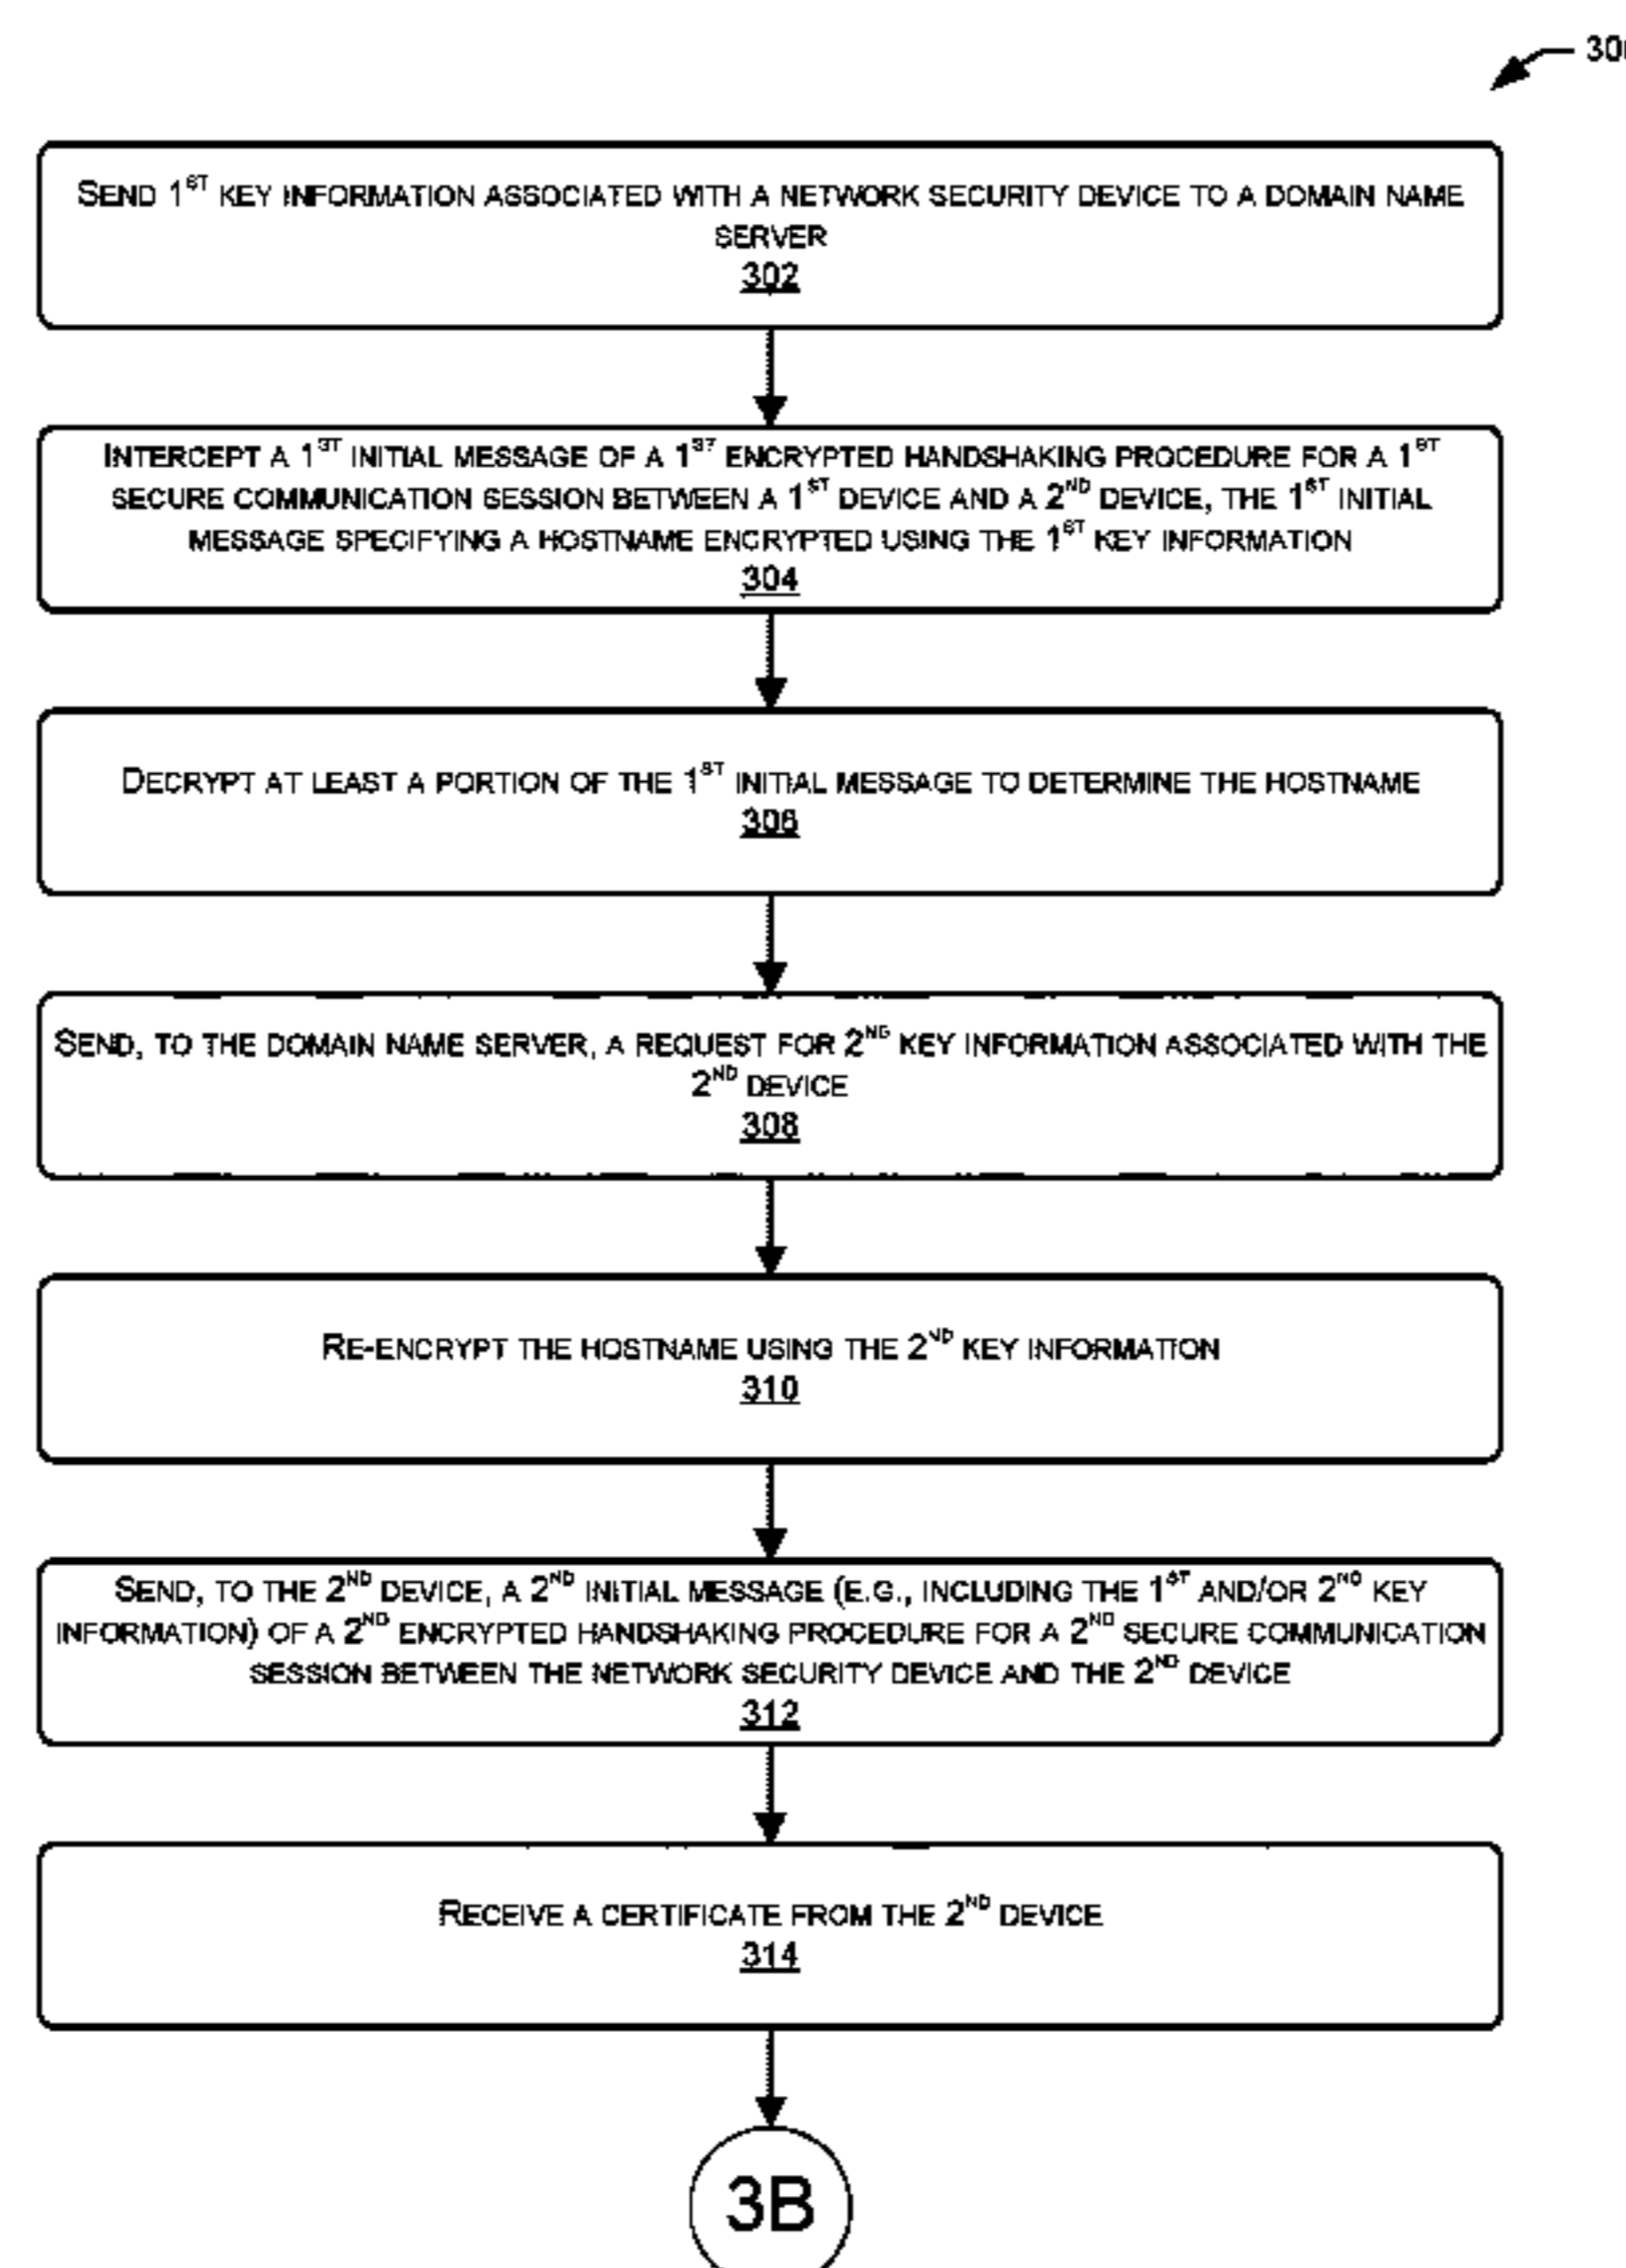 300
SEND 1ST KEY INFORMATION ASSOCIATED WITH A NETWORK SECURITY DEVICE TO A DOMAIN NAME
SERVER
302
INTERCEPT A 1ST INITIAL MESSAGE OF A 1ST ENCRYPTED HANDSHAKING PROCEDURE FOR A 1ST
SECURE COMMUNICATION SESSION BETWEEN A 1ST DEVICE AND A 2ND DEVICE, THE 1ST INITIAL
MESSAGE SPECIFYING A HOSTNAME ENCRYPTED USING THE 1ST KEY INFORMATION
304
DECRYPT AT LEAST A PORTION OF THE 1ST INITIAL MESSAGE TO DETERMINE THE HOSTNAME
306
SEND, TO THE DOMAIN NAME SERVER, A REQUEST FOR 2ND KEY INFORMATION ASSOCIATED WITH THE
2ND DEVICE
308
RE-ENCRYPT THE HOSTNAME USING THE 2ND KEY INFORMATION
310
SEND, TO THE 2ND DEVICE, A 2ND INITIAL MESSAGE (E.G., INCLUDING THE 1ST AND/OR 2ND KEY
INFORMATION) OF A 2ND ENCRYPTED HANDSHAKING PROCEDURE FOR A 2ND SECURE COMMUNICATION
SESSION BETWEEN THE NETWORK SECURITY DEVICE AND THE 2ND DEVICE
312
RECEIVE A CERTIFICATE FROM THE 2ND DEVICE
314
3B